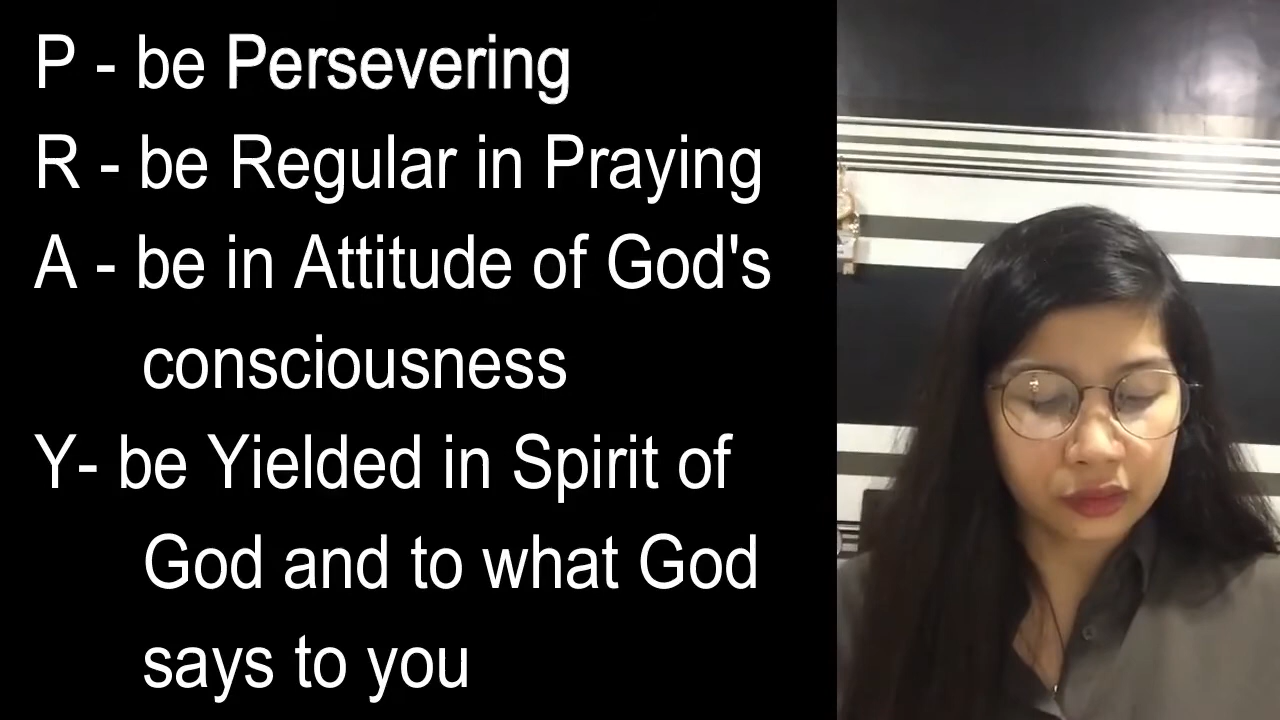 P - be Persevering
R - be Regular in Praying
A - be in Attitude of God's
consciousness
Y- be Yielded in Spirit of
God and to what God
says to you